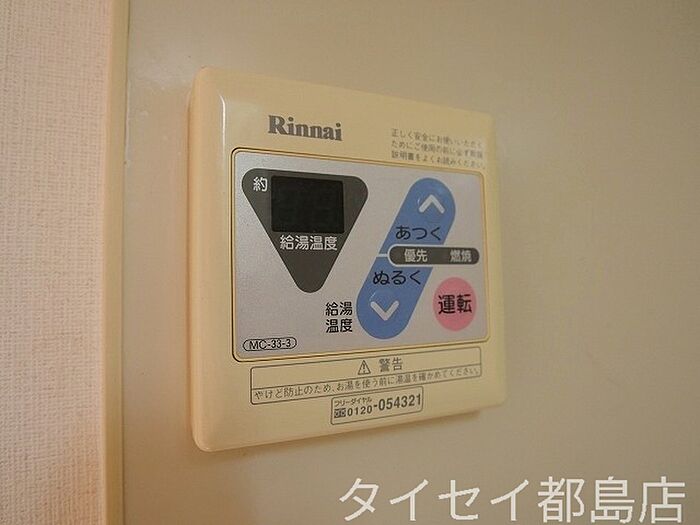 Rinnai
正しく安全にお使いいただく
ためにご使用の前に必ず取扱
説明書をよくお読みください。
約
給湯温度
あつく
優先 燃焼
ぬるく
給湯
温度
運転
MC-33-3
⚠ 警告
やけど防止のため、お湯を使う前に湯温を確かめてください。
フリーダイヤル
0120-054321
タイセイ都島店